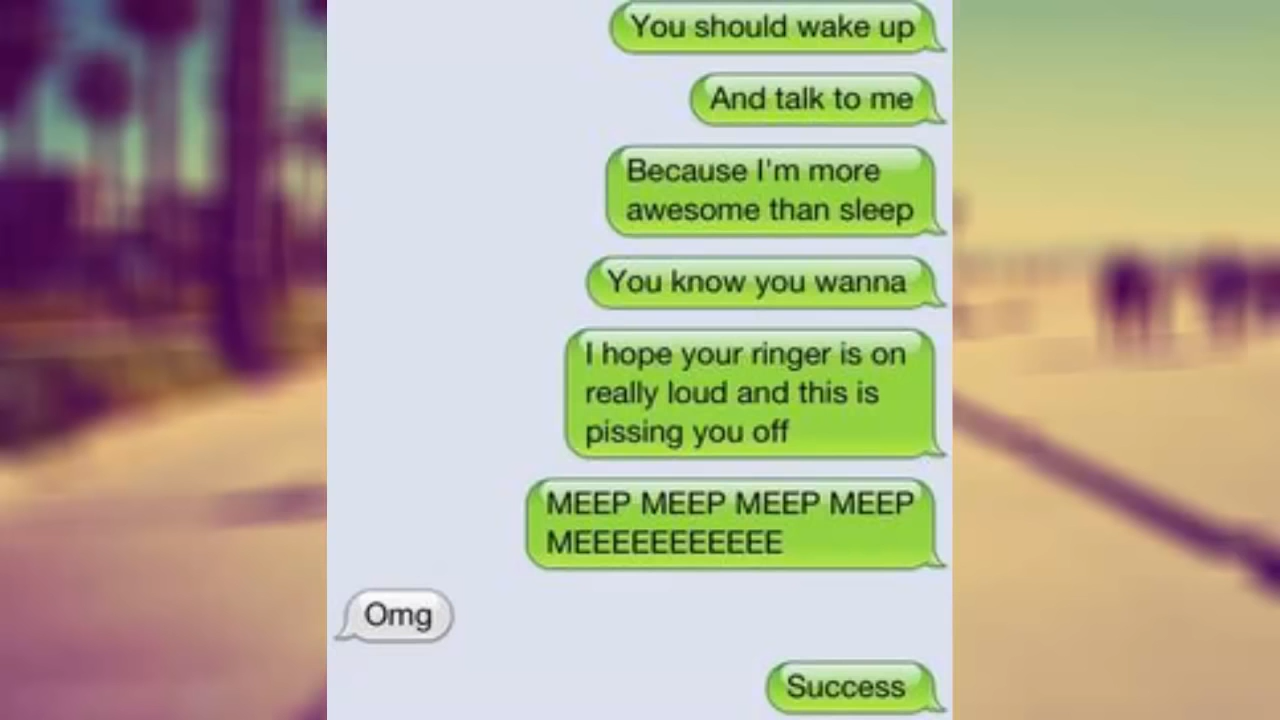 You should wake up
And talk to me
Because I'm more
awesome than sleep
You know you wanna
I hope your ringer is on
really loud and this is
pissing you off
MEEP MEEP MEEP MEEP
MEEEEEEEEEEE
Omg
Success